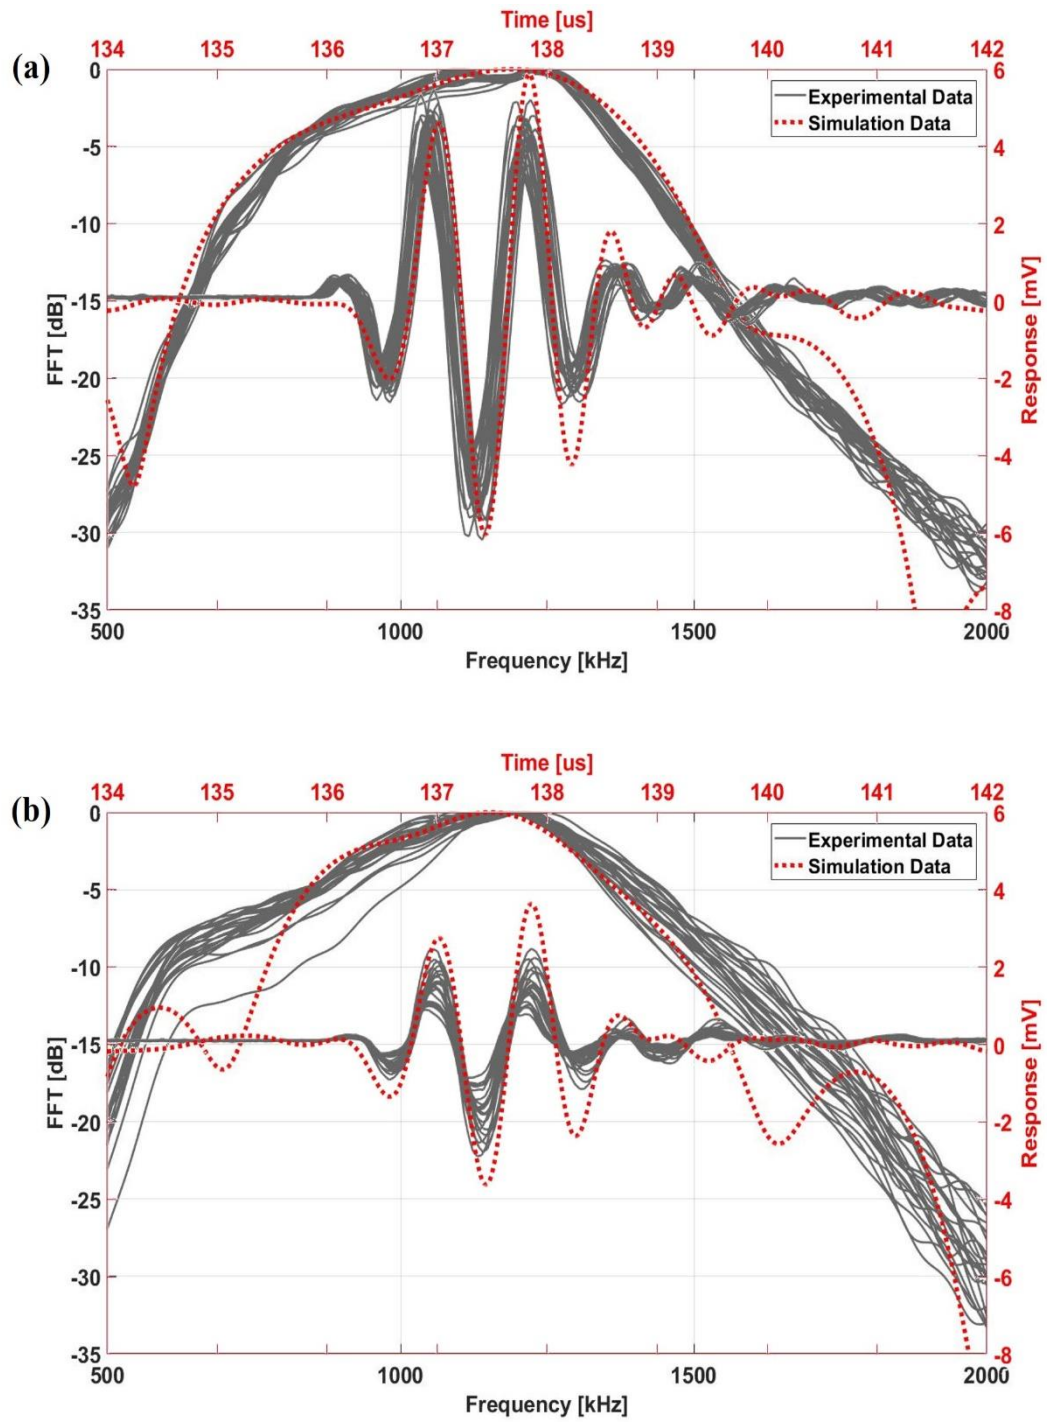 Time [us]
134 135 136 137 138 139 140 141 142
(a)
0 6
Experimental Data
Simulation Data
-5 4
-10 2
-15 0
FFT [dB]
Response [mV]
-20 -2
-25 -4
-30 -6
-35 -8
500 1000 1500 2000
Frequency [kHz]
Time [us]
134 135 136 137 138 139 140 141 142
(b)
0 6
Experimental Data
Simulation Data
-5 4
-10 2
-15 0
FFT [dB]
Response [mV]
-20 -2
-25 -4
-30 -6
-35 -8
500 1000 1500 2000
Frequency [kHz]